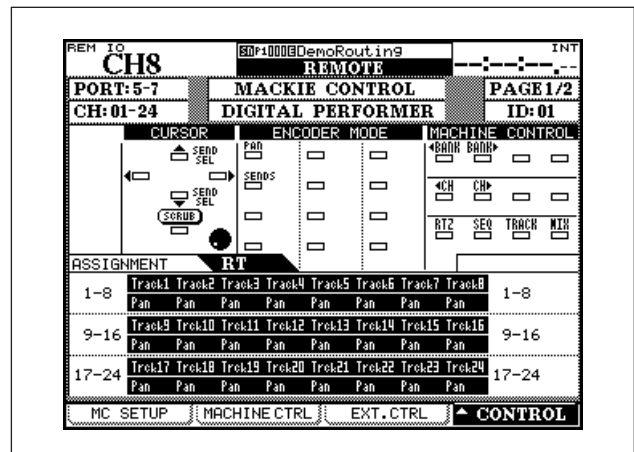 REM IO
CH8
SNP:1000BDemoRouting
REMOTE
INT
--:--:--.--
PORT:5-7
MACKIE CONTROL
PAGE1/2
CH:01-24
DIGITAL PERFORMER
ID:01
CURSOR
ENCODER MODE
MACHINE CONTROL
SEND
SEL
PAN
◀BANK BANK▶
SEND
SEL
SENDS
◀CH CH▶
SCRUB
RTZ SEQ TRACK MIX
ASSIGNMENT
RT
1-8
Track1 Track2 Track3 Track4 Track5 Track6 Track7 Track8
Pan Pan Pan Pan Pan Pan Pan Pan
1-8
9-16
Track9 Trck10 Trck11 Trck12 Trck13 Trck14 Trck15 Trck16
Pan Pan Pan Pan Pan Pan Pan Pan
9-16
17-24
Trck17 Trck18 Trck19 Trck20 Trck21 Trck22 Trck23 Trck24
Pan Pan Pan Pan Pan Pan Pan Pan
17-24
MC SETUP
MACHINE CTRL
EXT.CTRL
▲ CONTROL